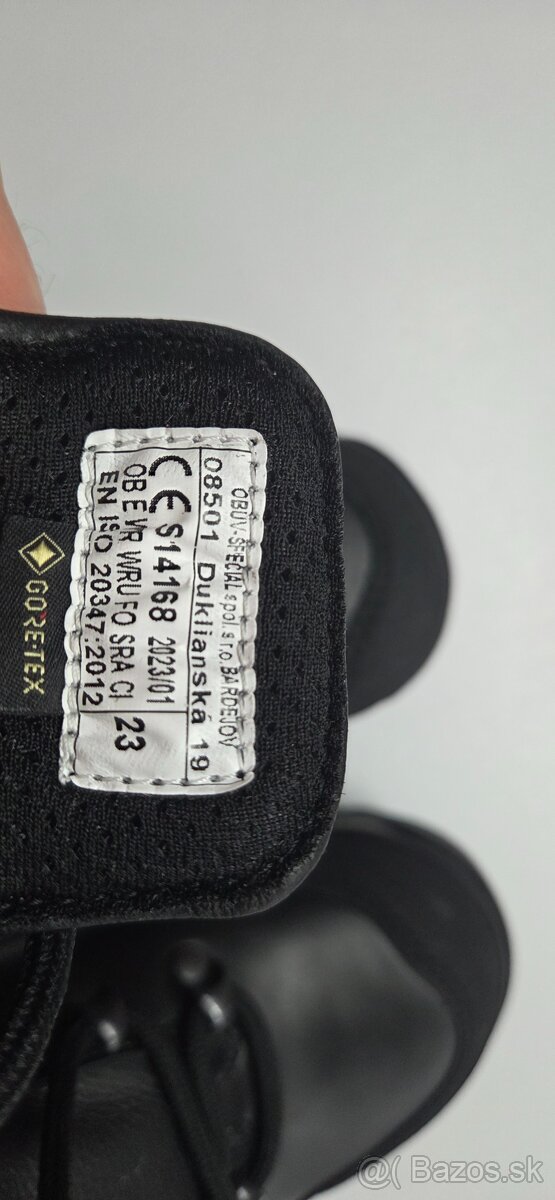 OBUV-SPECIAL spol. s r.o. BARDEJOV
08501 Duklianska 19
CE S14168 2023/01
OB E WR WRU FO SRA CI 23
EN ISO 20347:2012
GORE-TEX
@( Bazos.sk